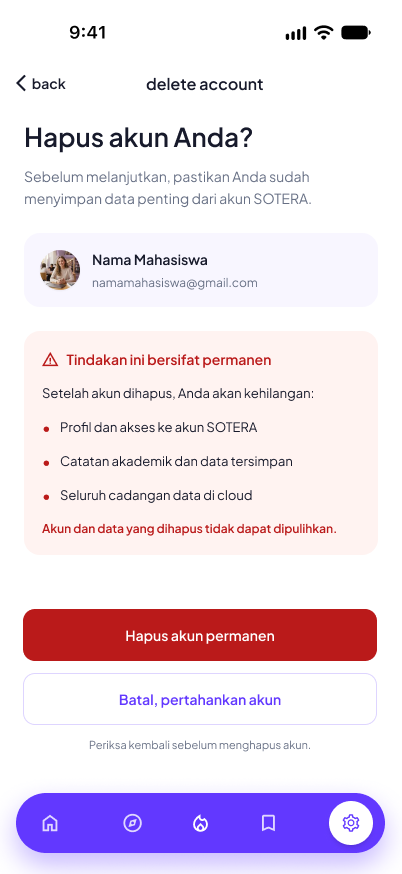 9:41
back
delete account
Hapus akun Anda?
Sebelum melanjutkan, pastikan Anda sudah
menyimpan data penting dari akun SOTERA.
Nama Mahasiswa
namamahasiswa@gmail.com
Tindakan ini bersifat permanen
Setelah akun dihapus, Anda akan kehilangan:
• Profil dan akses ke akun SOTERA
• Catatan akademik dan data tersimpan
• Seluruh cadangan data di cloud
Akun dan data yang dihapus tidak dapat dipulihkan.
Hapus akun permanen
Batal, pertahankan akun
Periksa kembali sebelum menghapus akun.